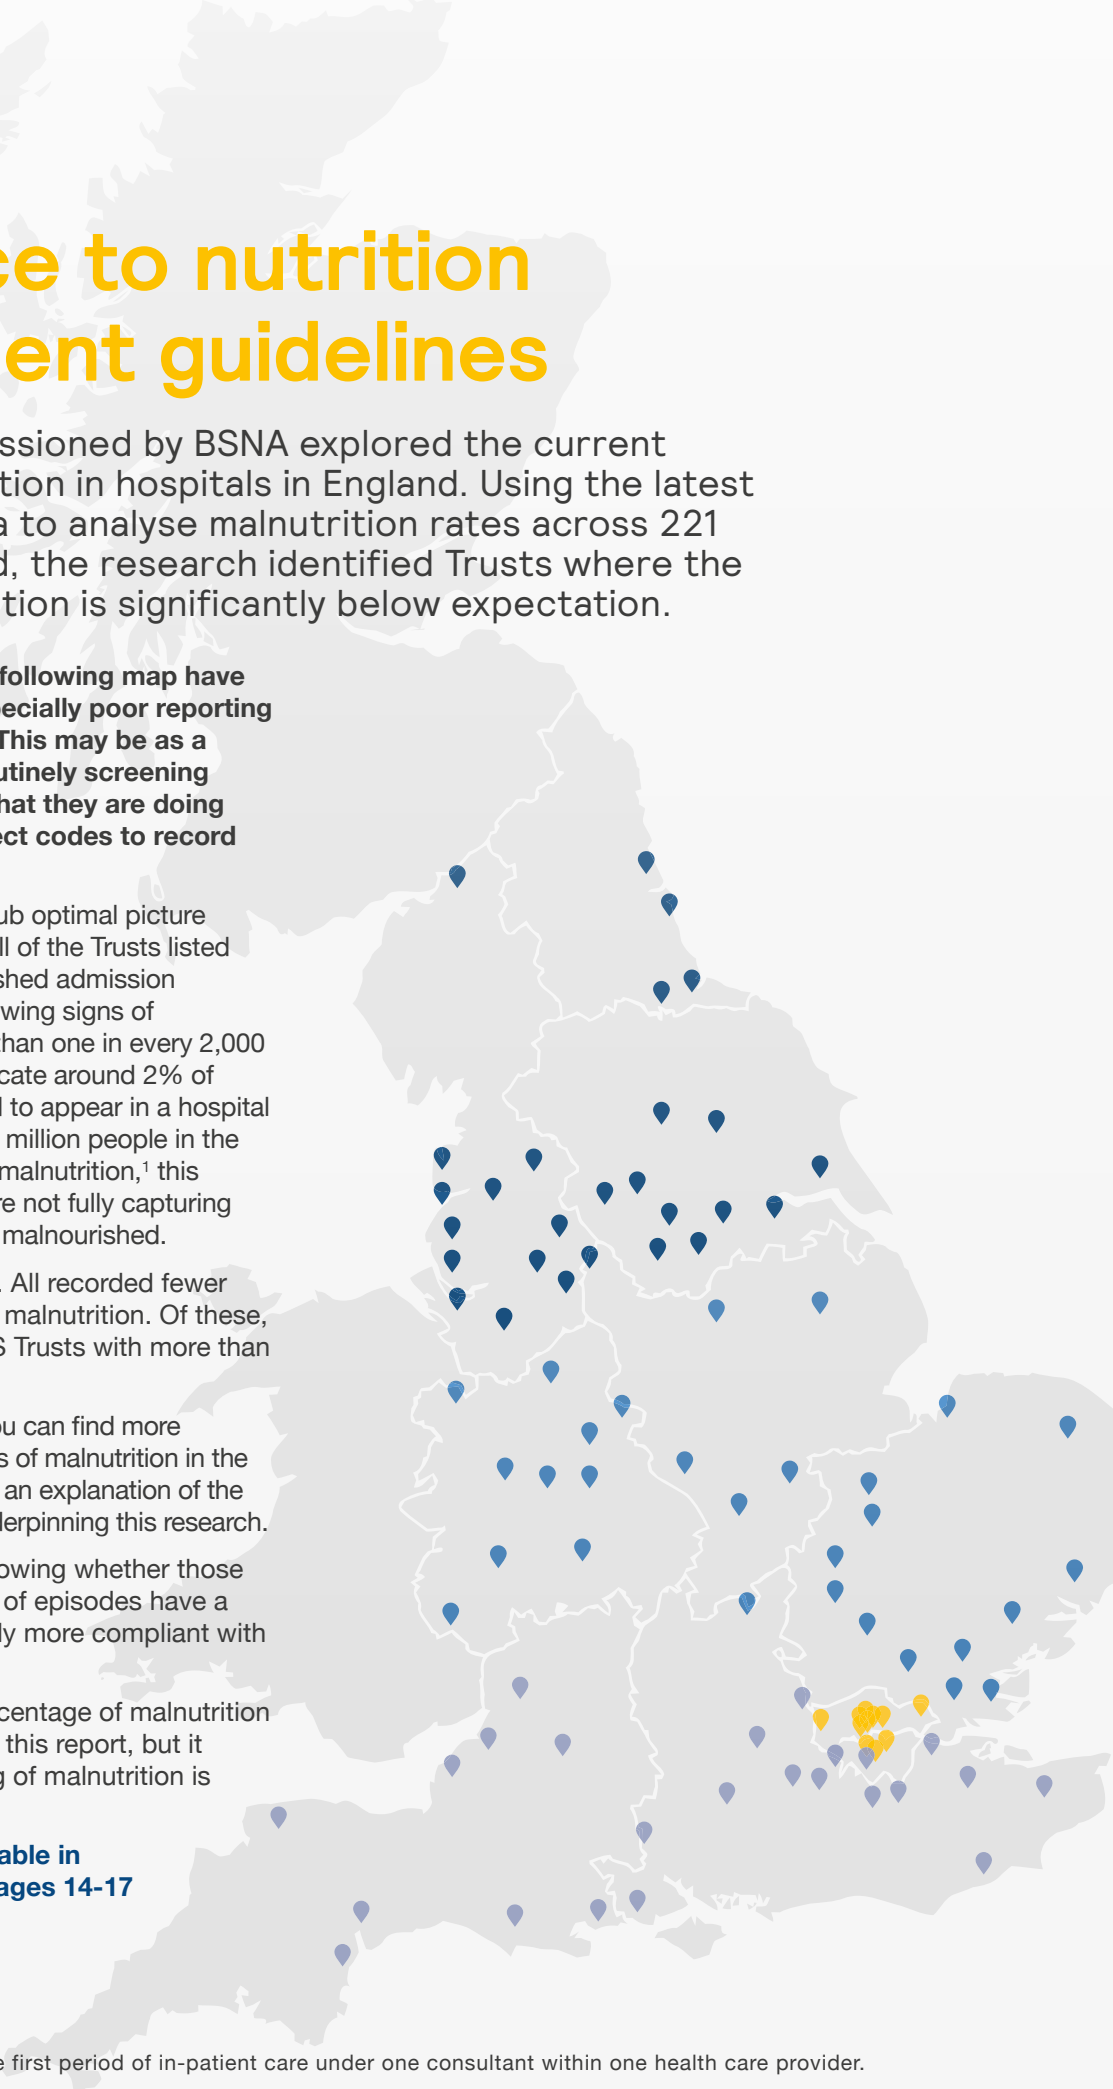 ce to nutrition
ent guidelines
ssioned by BSNA explored the current
tion in hospitals in England. Using the latest
a to analyse malnutrition rates across 221
d, the research identified Trusts where the
tion is significantly below expectation.
following map have
pecially poor reporting
This may be as a
utinely screening
hat they are doing
ect codes to record
ub optimal picture
ll of the Trusts listed
shed admission
wing signs of
than one in every 2,000
cate around 2% of
d to appear in a hospital
million people in the
malnutrition,¹ this
re not fully capturing
malnourished.
. All recorded fewer
malnutrition. Of these,
S Trusts with more than
ou can find more
s of malnutrition in the
an explanation of the
derpinning this research.
owing whether those
of episodes have a
ly more compliant with
centage of malnutrition
this report, but it
g of malnutrition is
able in
ages 14-17
e first period of in-patient care under one consultant within one health care provider.